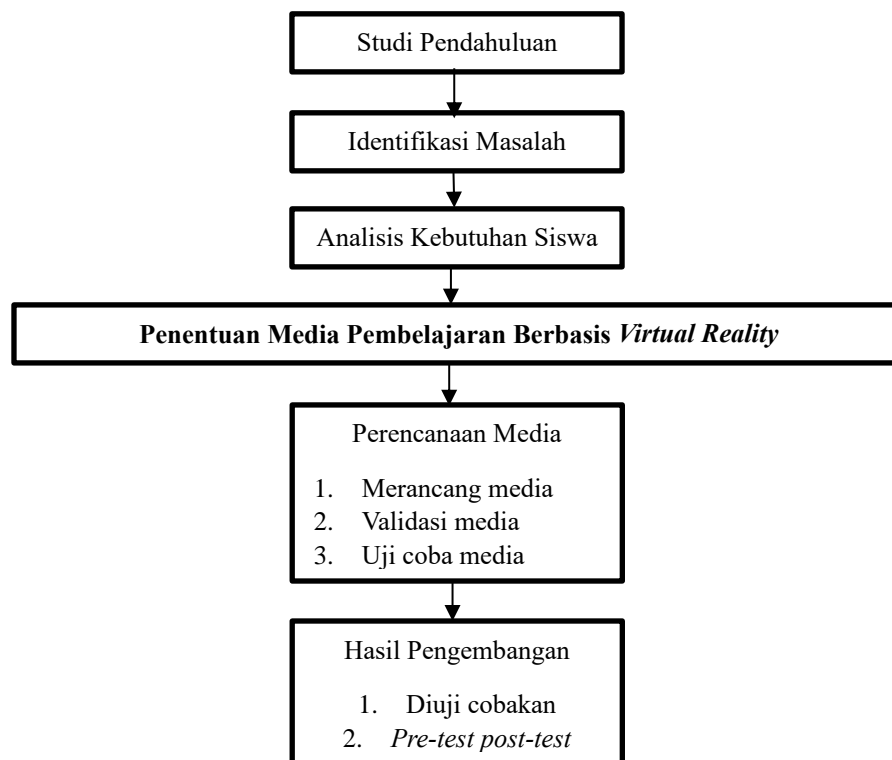 Studi Pendahuluan
Identifikasi Masalah
Analisis Kebutuhan Siswa
Penentuan Media Pembelajaran Berbasis Virtual Reality
Perencanaan Media
1. Merancang media
2. Validasi media
3. Uji coba media
Hasil Pengembangan
1. Diuji cobakan
2. Pre-test post-test